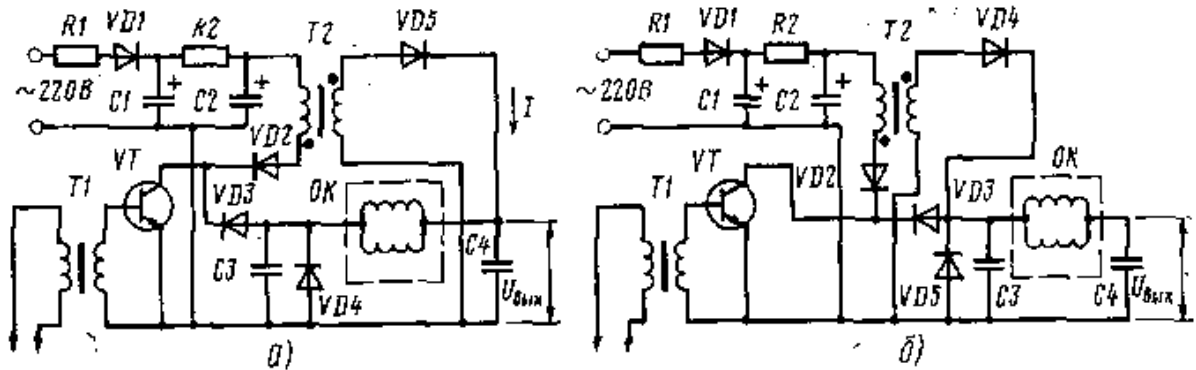 R1 VD1 R2 T2 VD5
~220В C1 + C2 + VD2 I
T1 VT VD3 ОК
C3 VD4 C4 Uвых
а)
R1 VD1 R2 T2 VD4
~220В C1 + C2 +
T1 VT VD2 VD3 ОК
VD5 C3 C4 Uвых
б)